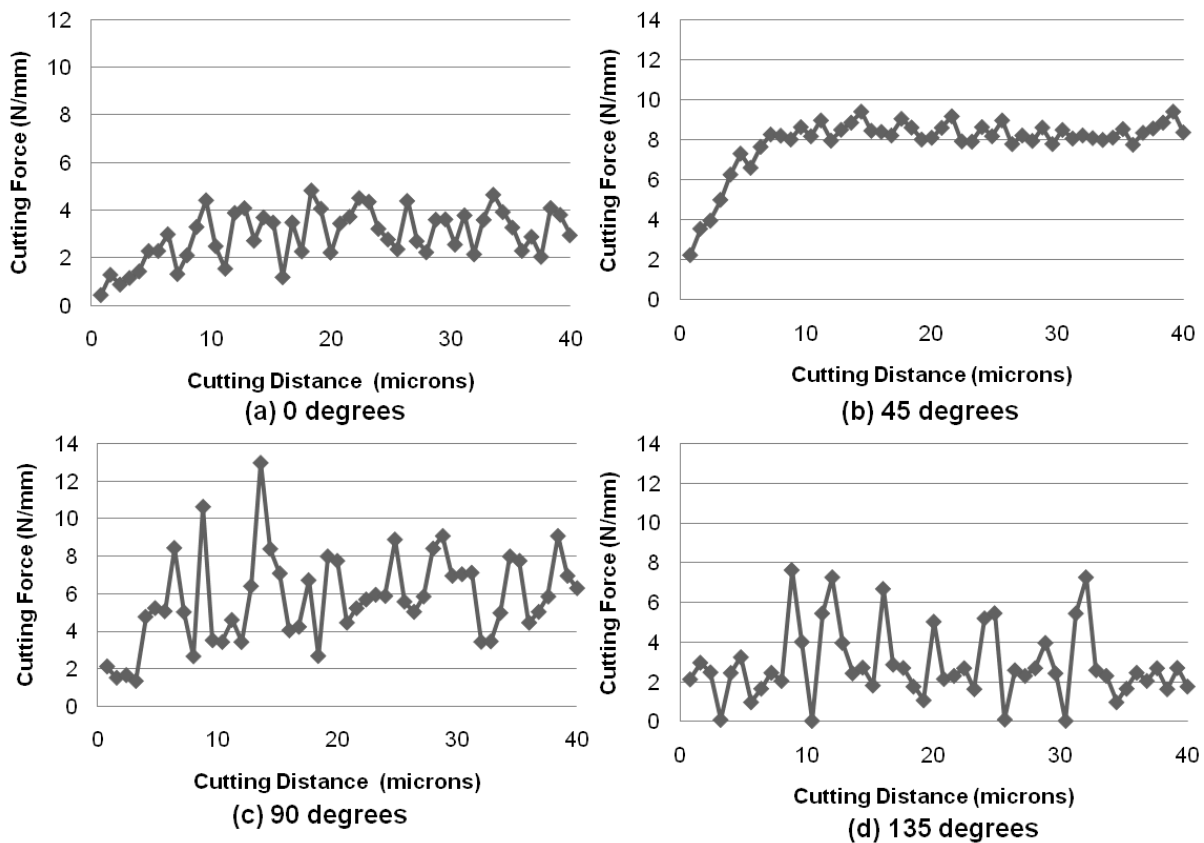 12
10
8
6
4
2
0
Cutting Force (N/mm)
0 10 20 30 40
Cutting Distance (microns)
(a) 0 degrees
14
12
10
8
6
4
2
0
Cutting Force (N/mm)
0 10 20 30 40
Cutting Distance (microns)
(b) 45 degrees
14
12
10
8
6
4
2
0
Cutting Force (N/mm)
0 10 20 30 40
Cutting Distance (microns)
(c) 90 degrees
14
12
10
8
6
4
2
0
Cutting Force (N/mm)
0 10 20 30 40
Cutting Distance (microns)
(d) 135 degrees